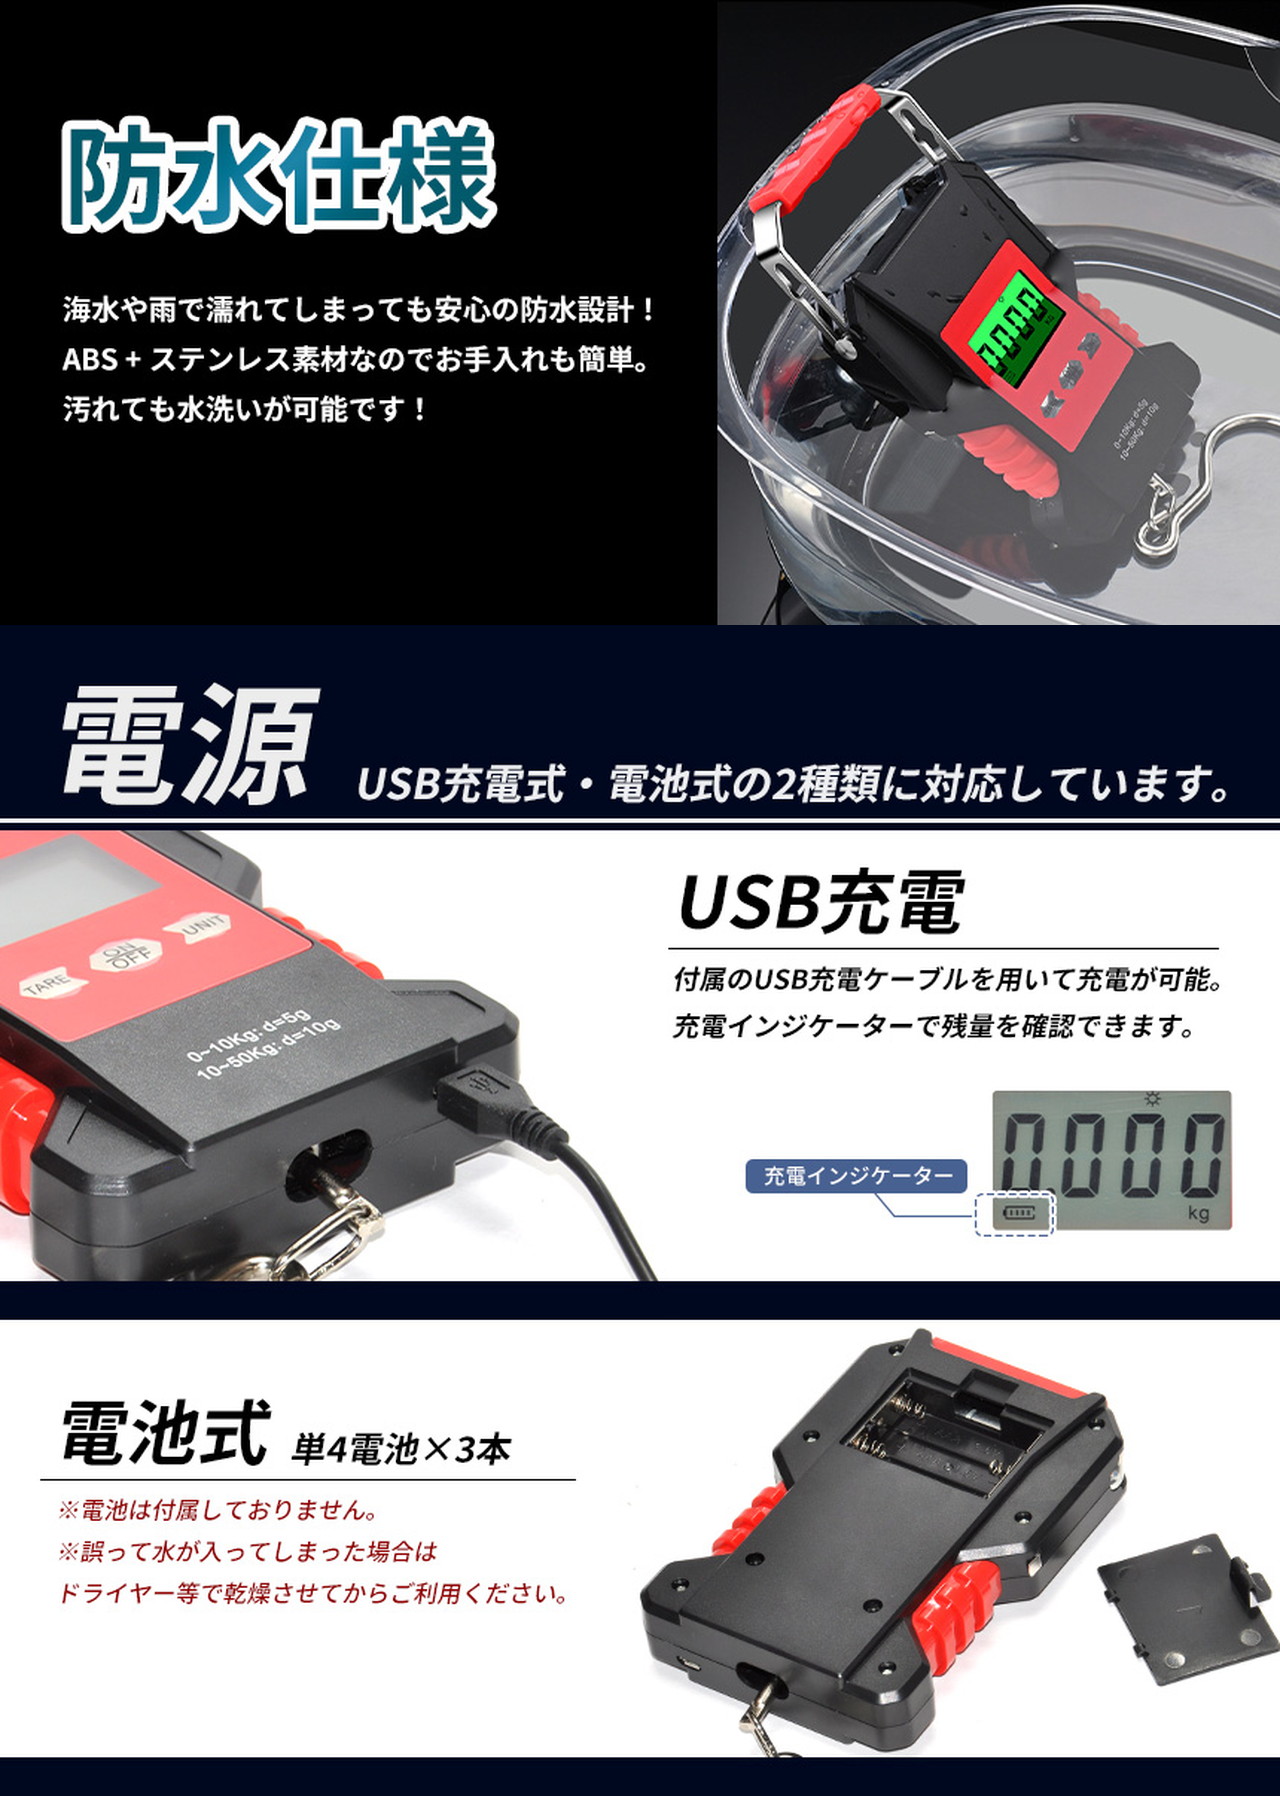 防水仕様
海水や雨で濡れてしまっても安心の防水設計！
ABS + ステンレス素材なのでお手入れも簡単。
汚れても水洗いが可能です！
0.000
0~10Kg: d=5g
10~50Kg: d=10g
電源
USB充電式・電池式の2種類に対応しています。
TARE
ON
OFF
UNIT
0~10Kg: d=5g
10~50Kg: d=10g
USB充電
付属のUSB充電ケーブルを用いて充電が可能。
充電インジケーターで残量を確認できます。
充電インジケーター
0.000
kg
電池式 単4電池×3本
※電池は付属しておりません。
※誤って水が入ってしまった場合は
ドライヤー等で乾燥させてからご利用ください。